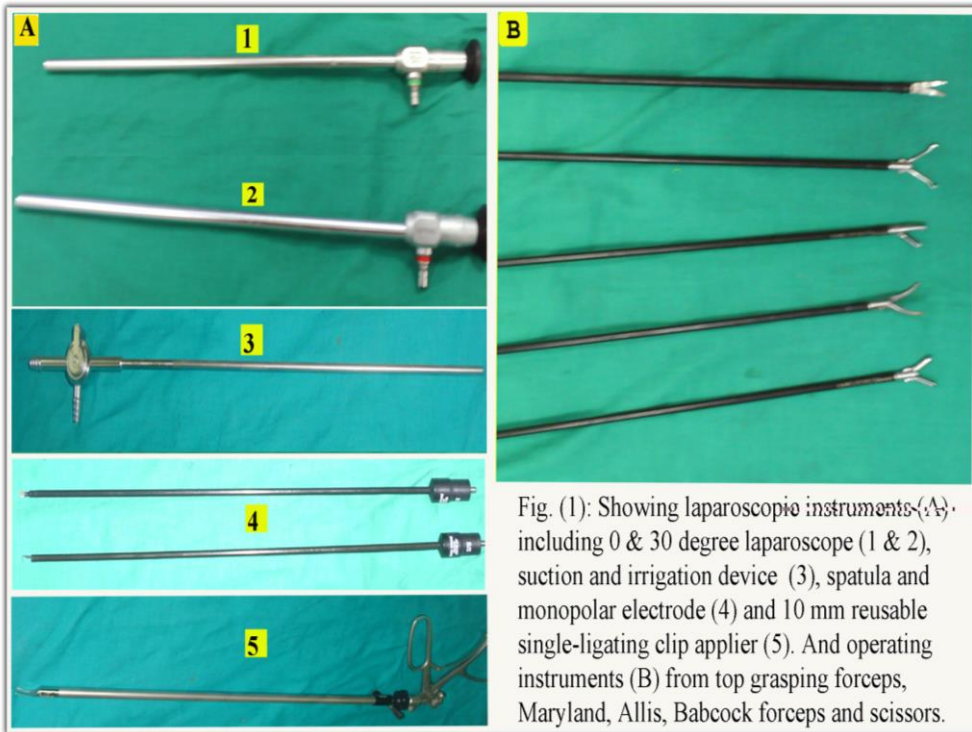 A
1
2
3
4
5
B
Fig. (1): Showing laparoscopic instruments (A)
including 0 & 30 degree laparoscope (1 & 2),
suction and irrigation device (3), spatula and
monopolar electrode (4) and 10 mm reusable
single-ligating clip applier (5). And operating
instruments (B) from top grasping forceps,
Maryland, Allis, Babcock forceps and scissors.